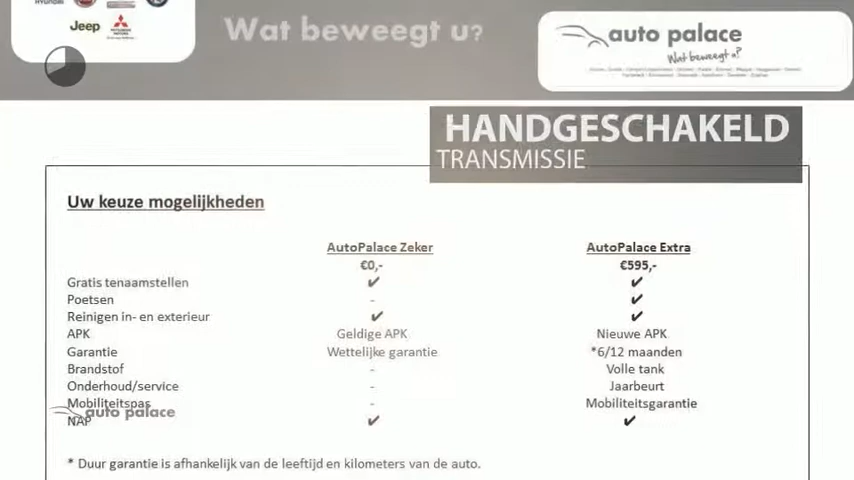 HYUNDAI
Jeep
MITSUBISHI MOTORS
Wat beweegt u?
auto palace
Wat beweegt u?
HANDGESCHAKELD
TRANSMISSIE
Uw keuze mogelijkheden
AutoPalace Zeker AutoPalace Extra
€0,- €595,-
Gratis tenaamstellen ✔ ✔
Poetsen - ✔
Reinigen in- en exterieur ✔ ✔
APK Geldige APK Nieuwe APK
Garantie Wettelijke garantie *6/12 maanden
Brandstof - Volle tank
Onderhoud/service - Jaarbeurt
Mobiliteitspas - Mobiliteitsgarantie
auto palace
NAP ✔ ✔
* Duur garantie is afhankelijk van de leeftijd en kilometers van de auto.